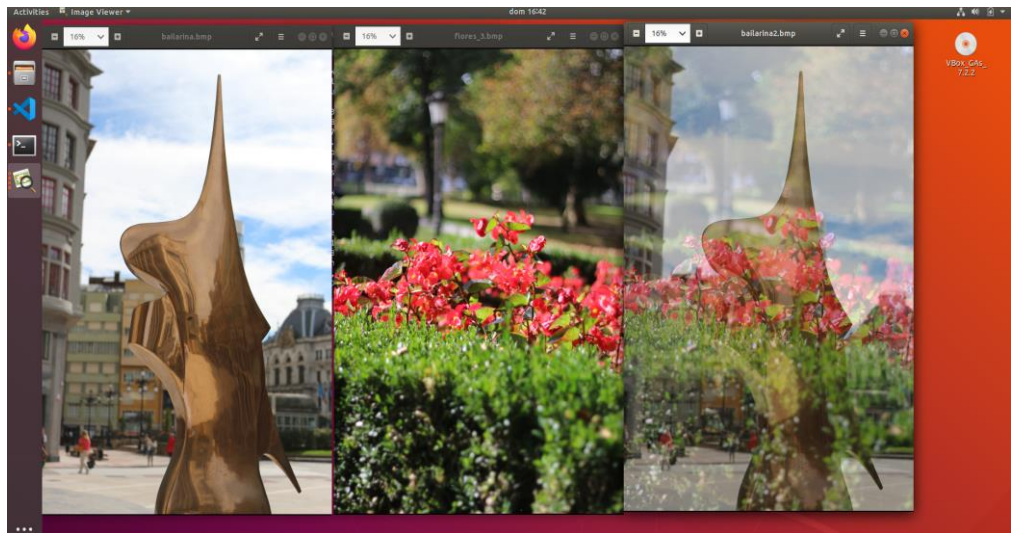 Activities Image Viewer dom 16:42
16% bailarina.bmp
16% flores_3.bmp
16% bailarina2.bmp
VBox_GAs_
7.2.2